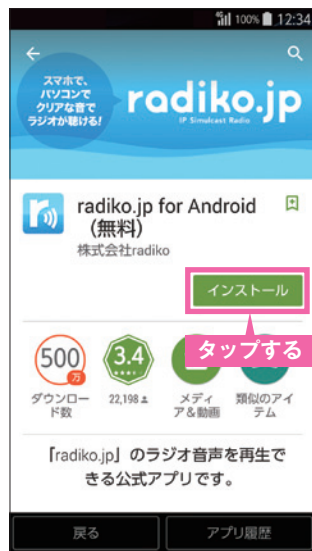 4G 100% 12:34
スマホで、
パソコンで
クリアな音で
ラジオが聴ける!
radiko.jp
IP Simulcast Radio
radiko.jp for Android
（無料）
株式会社radiko
インストール
タップする
500
万
3.4
ダウンロー
ド数
22,198
メディ
ア&動画
類似のアイ
テム
「radiko.jp」のラジオ音声を再生で
きる公式アプリです。
戻る
アプリ履歴